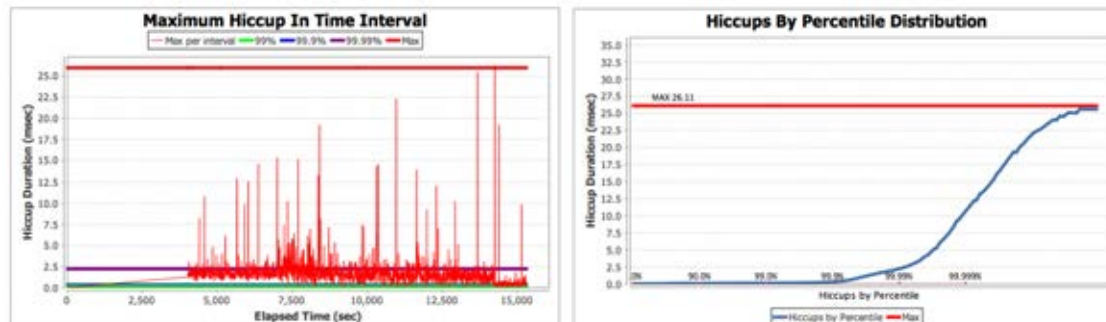 Maximum Hiccup In Time Interval
Max per interval 99% 99.9% 99.99% Max
Hiccup Duration (msec)
25.0
22.5
20.0
17.5
15.0
12.5
10.0
7.5
5.0
2.5
0.0
0 2,500 5,000 7,500 10,000 12,500 15,000
Elapsed Time (sec)
Hiccups By Percentile Distribution
Hiccup Duration (msec)
35.0
32.5
30.0
27.5
25.0
22.5
20.0
17.5
15.0
12.5
10.0
7.5
5.0
2.5
0.0
MAX 26.11
0% 90.0% 99.0% 99.9% 99.99% 99.999%
Hiccups by Percentile
Hiccups by Percentile Max